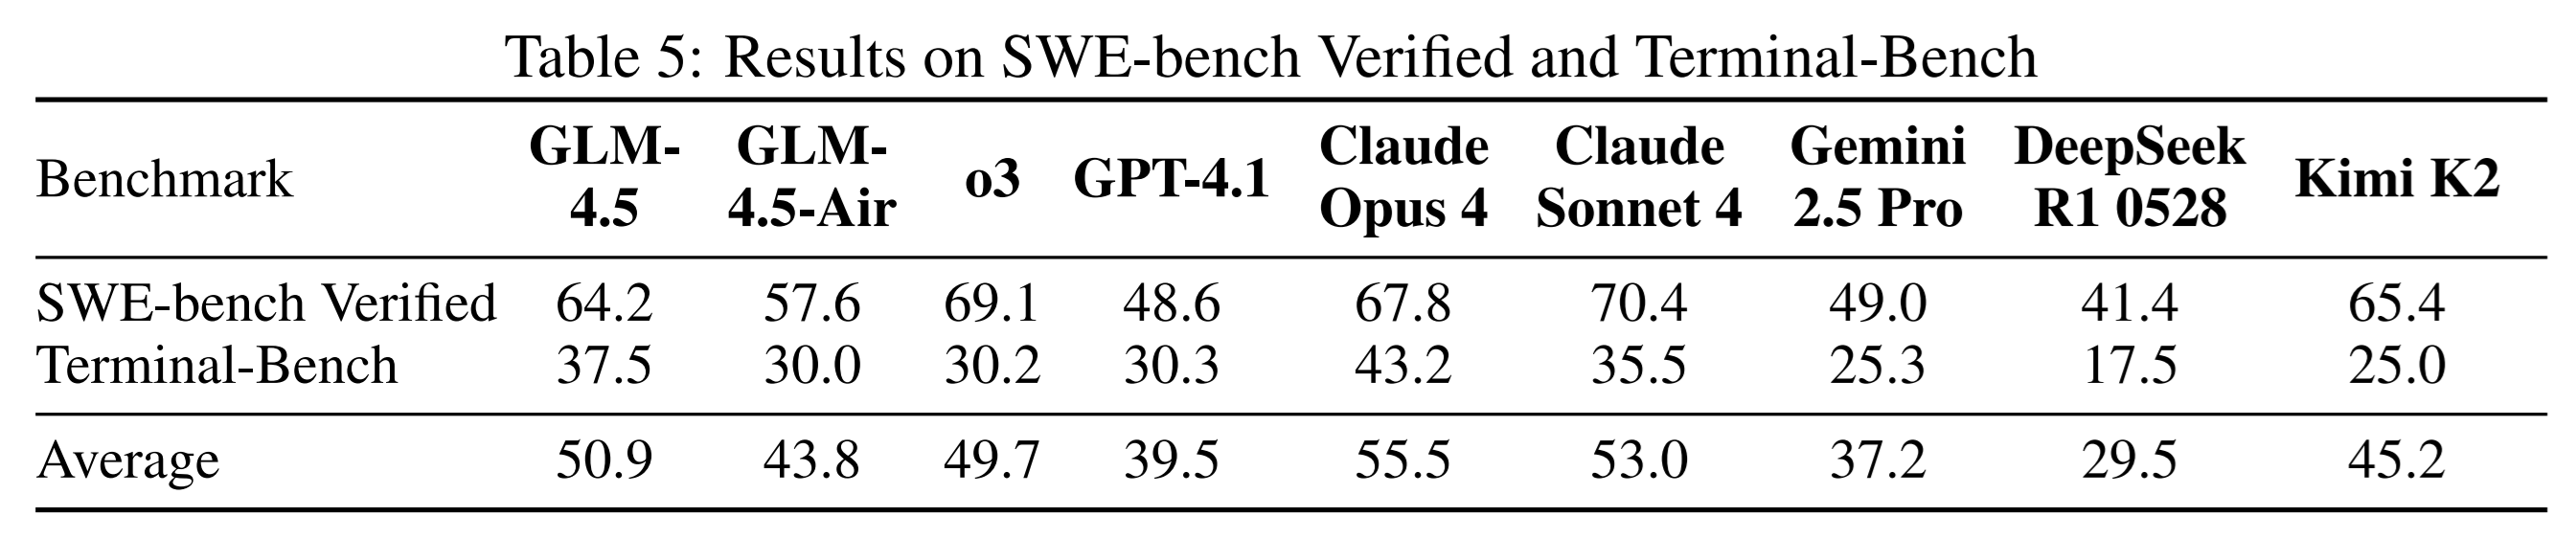 Table 5: Results on SWE-bench Verified and Terminal-Bench
Benchmark GLM-4.5 GLM-4.5-Air o3 GPT-4.1 Claude Opus 4 Claude Sonnet 4 Gemini 2.5 Pro DeepSeek R1 0528 Kimi K2
SWE-bench Verified 64.2 57.6 69.1 48.6 67.8 70.4 49.0 41.4 65.4
Terminal-Bench 37.5 30.0 30.2 30.3 43.2 35.5 25.3 17.5 25.0
Average 50.9 43.8 49.7 39.5 55.5 53.0 37.2 29.5 45.2